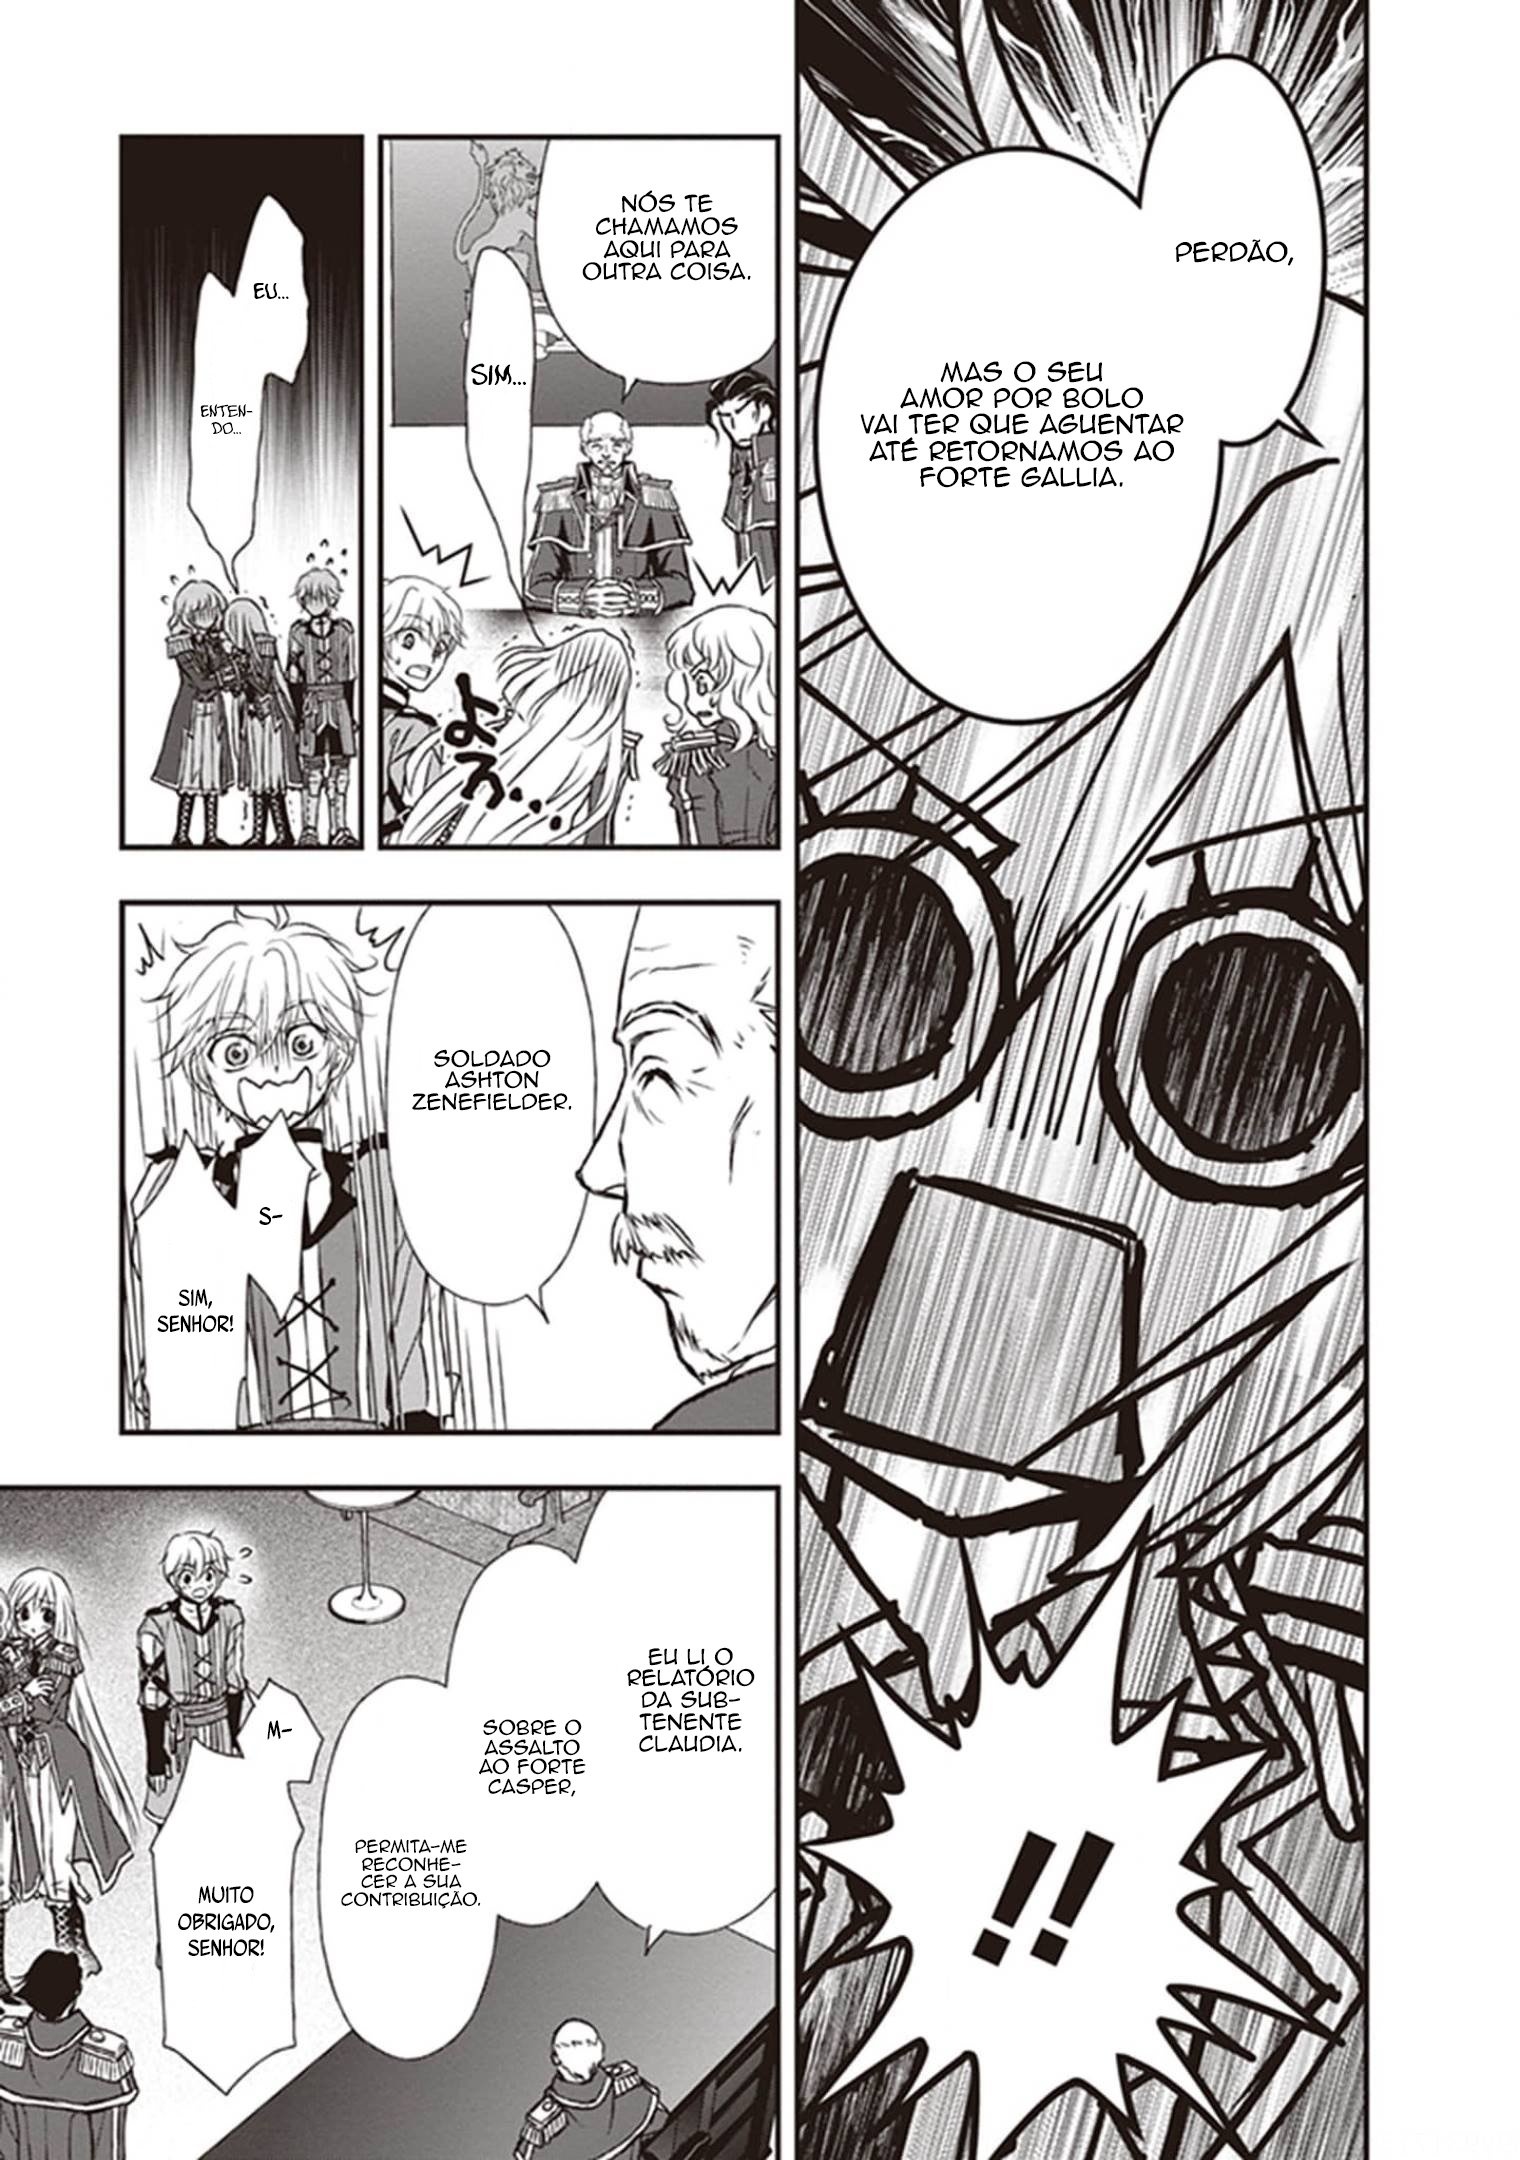 PERDÃO,
MAS O SEU
AMOR POR BOLO
VAI TER QUE AGUENTAR
ATÉ RETORNAMOS AO
FORTE GALLIA.
!!
NÓS TE
CHAMAMOS
AQUI PARA
OUTRA COISA.
SIM...
よろ...
EU...
ENTEN-
DO...
SOLDADO
ASHTON
ZENEFIELDER.
S-
SIM,
SENHOR!
EU LI O
RELATÓRIO
DA SUB-
TENENTE
CLAUDIA.
SOBRE O
ASSALTO
AO FORTE
CASPER,
PERMITA-ME
RECONHE-
CER A SUA
CONTRIBUIÇÃO.
M-
MUITO
OBRIGADO,
SENHOR!